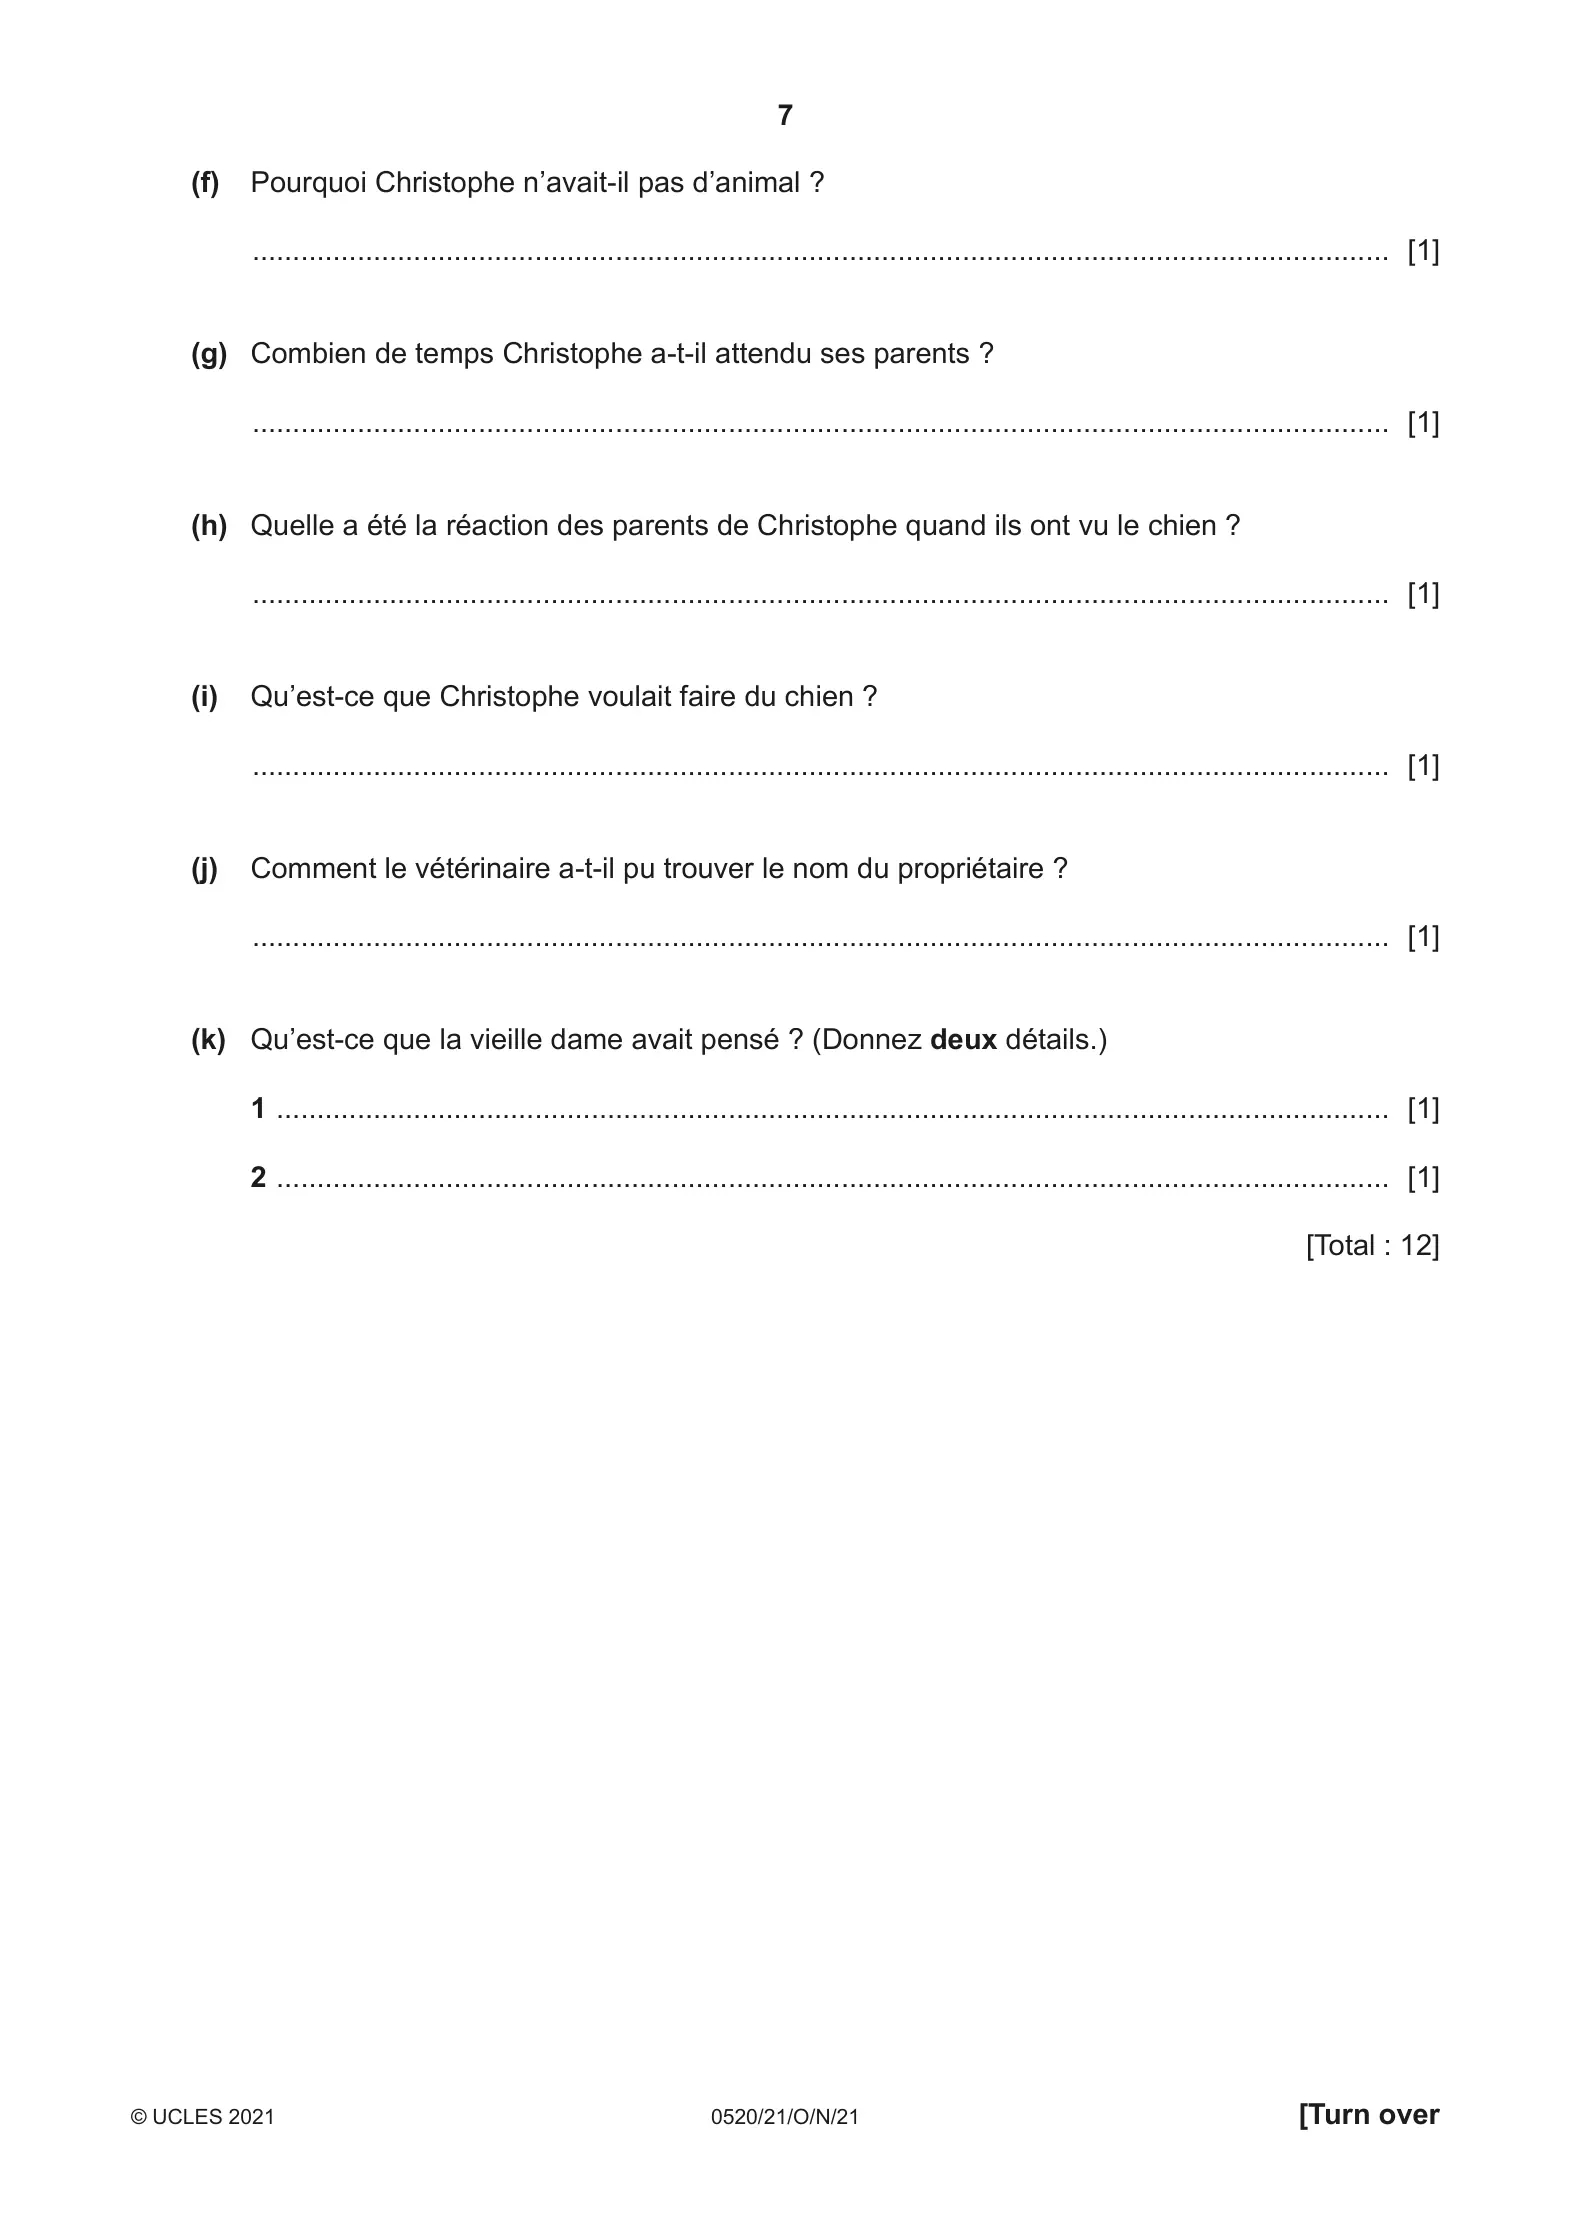 7
(f) Pourquoi Christophe n’avait-il pas d’animal ?
.......................................................................................................................................... [1]
(g) Combien de temps Christophe a-t-il attendu ses parents ?
.......................................................................................................................................... [1]
(h) Quelle a été la réaction des parents de Christophe quand ils ont vu le chien ?
.......................................................................................................................................... [1]
(i) Qu’est-ce que Christophe voulait faire du chien ?
.......................................................................................................................................... [1]
(j) Comment le vétérinaire a-t-il pu trouver le nom du propriétaire ?
.......................................................................................................................................... [1]
(k) Qu’est-ce que la vieille dame avait pensé ? (Donnez deux détails.)
1 ....................................................................................................................................... [1]
2 ....................................................................................................................................... [1]
[Total : 12]
© UCLES 2021 0520/21/O/N/21 [Turn over